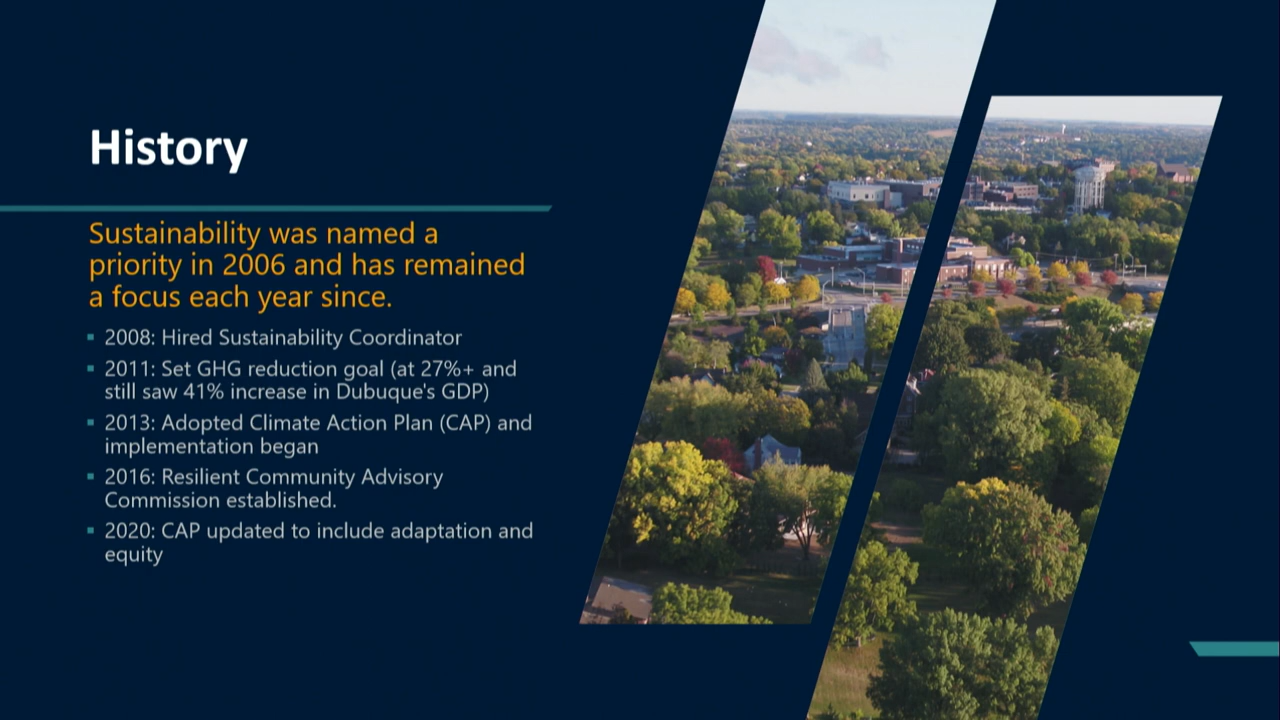 History
Sustainability was named a
priority in 2006 and has remained
a focus each year since.
▪ 2008: Hired Sustainability Coordinator
▪ 2011: Set GHG reduction goal (at 27%+ and
still saw 41% increase in Dubuque's GDP)
▪ 2013: Adopted Climate Action Plan (CAP) and
implementation began
▪ 2016: Resilient Community Advisory
Commission established.
▪ 2020: CAP updated to include adaptation and
equity